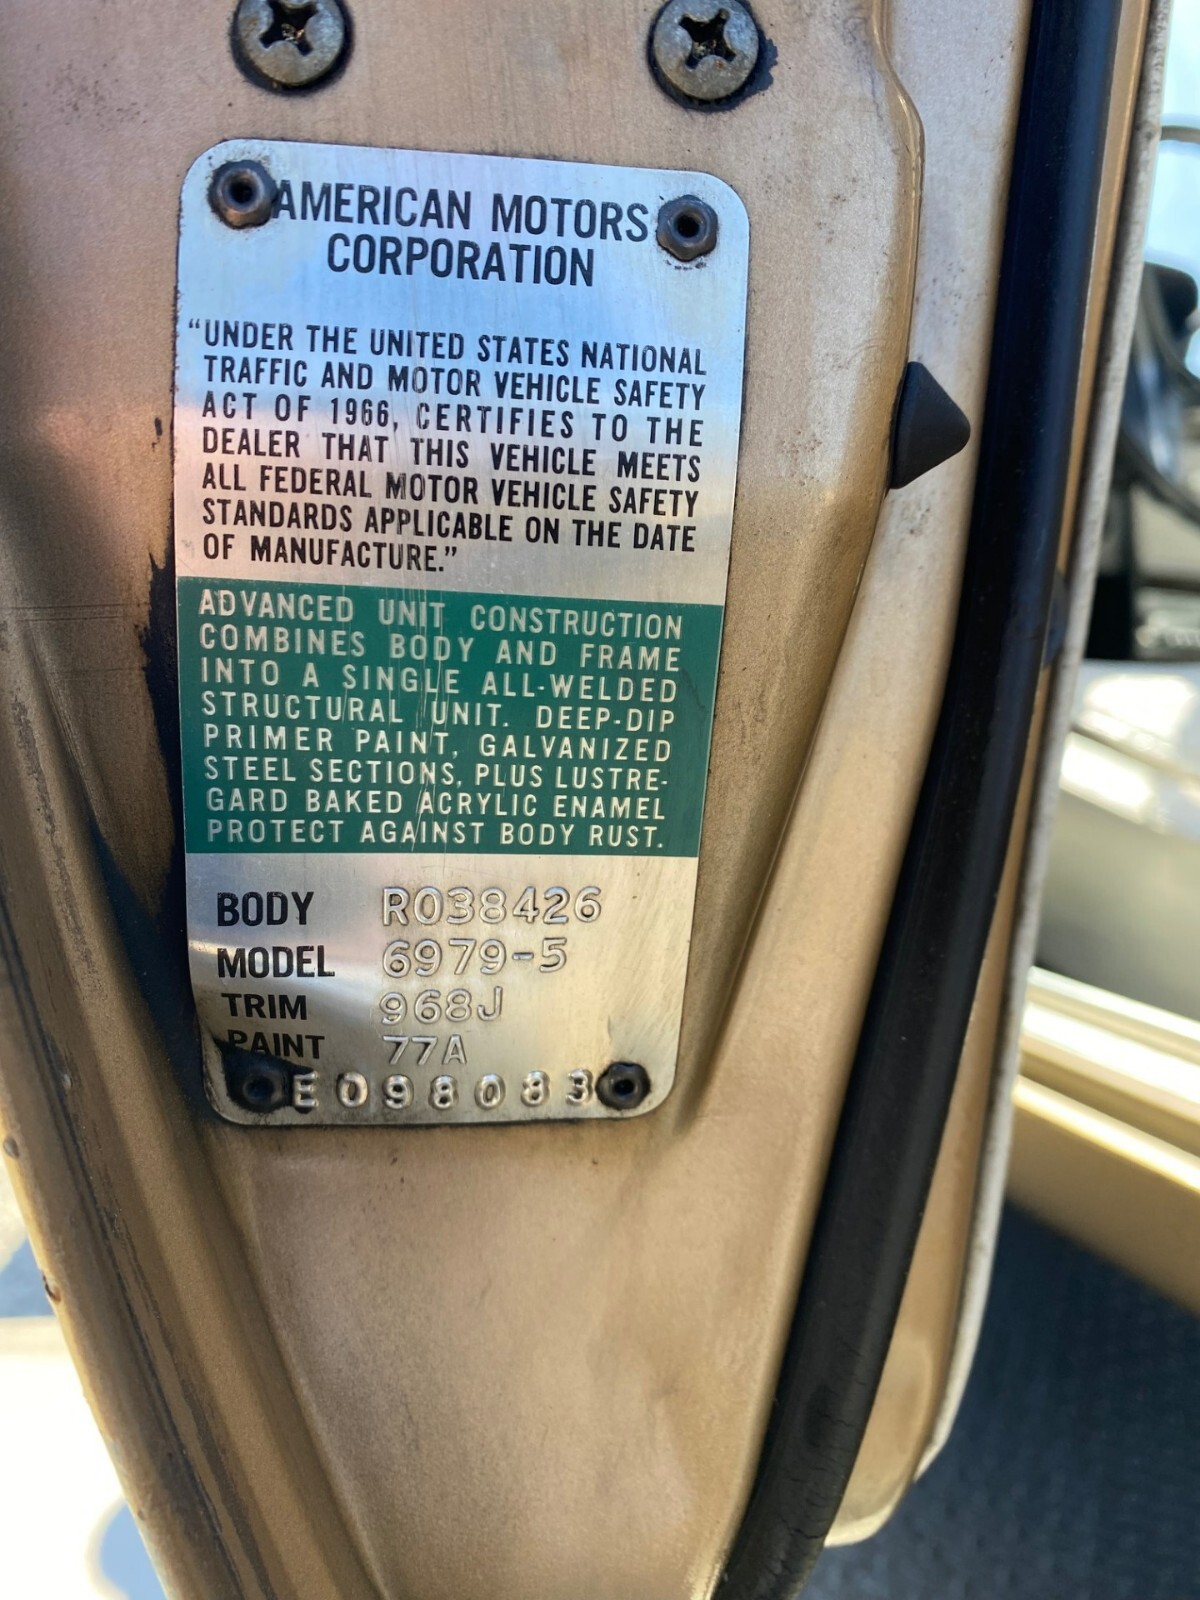 AMERICAN MOTORS
CORPORATION
“UNDER THE UNITED STATES NATIONAL
TRAFFIC AND MOTOR VEHICLE SAFETY
ACT OF 1966, CERTIFIES TO THE
DEALER THAT THIS VEHICLE MEETS
ALL FEDERAL MOTOR VEHICLE SAFETY
STANDARDS APPLICABLE ON THE DATE
OF MANUFACTURE.”
ADVANCED UNIT CONSTRUCTION
COMBINES BODY AND FRAME
INTO A SINGLE ALL-WELDED
STRUCTURAL UNIT. DEEP-DIP
PRIMER PAINT, GALVANIZED
STEEL SECTIONS, PLUS LUSTRE-
GARD BAKED ACRYLIC ENAMEL
PROTECT AGAINST BODY RUST.
BODY R038426
MODEL 6979-5
TRIM 968J
PAINT 77A
E098083